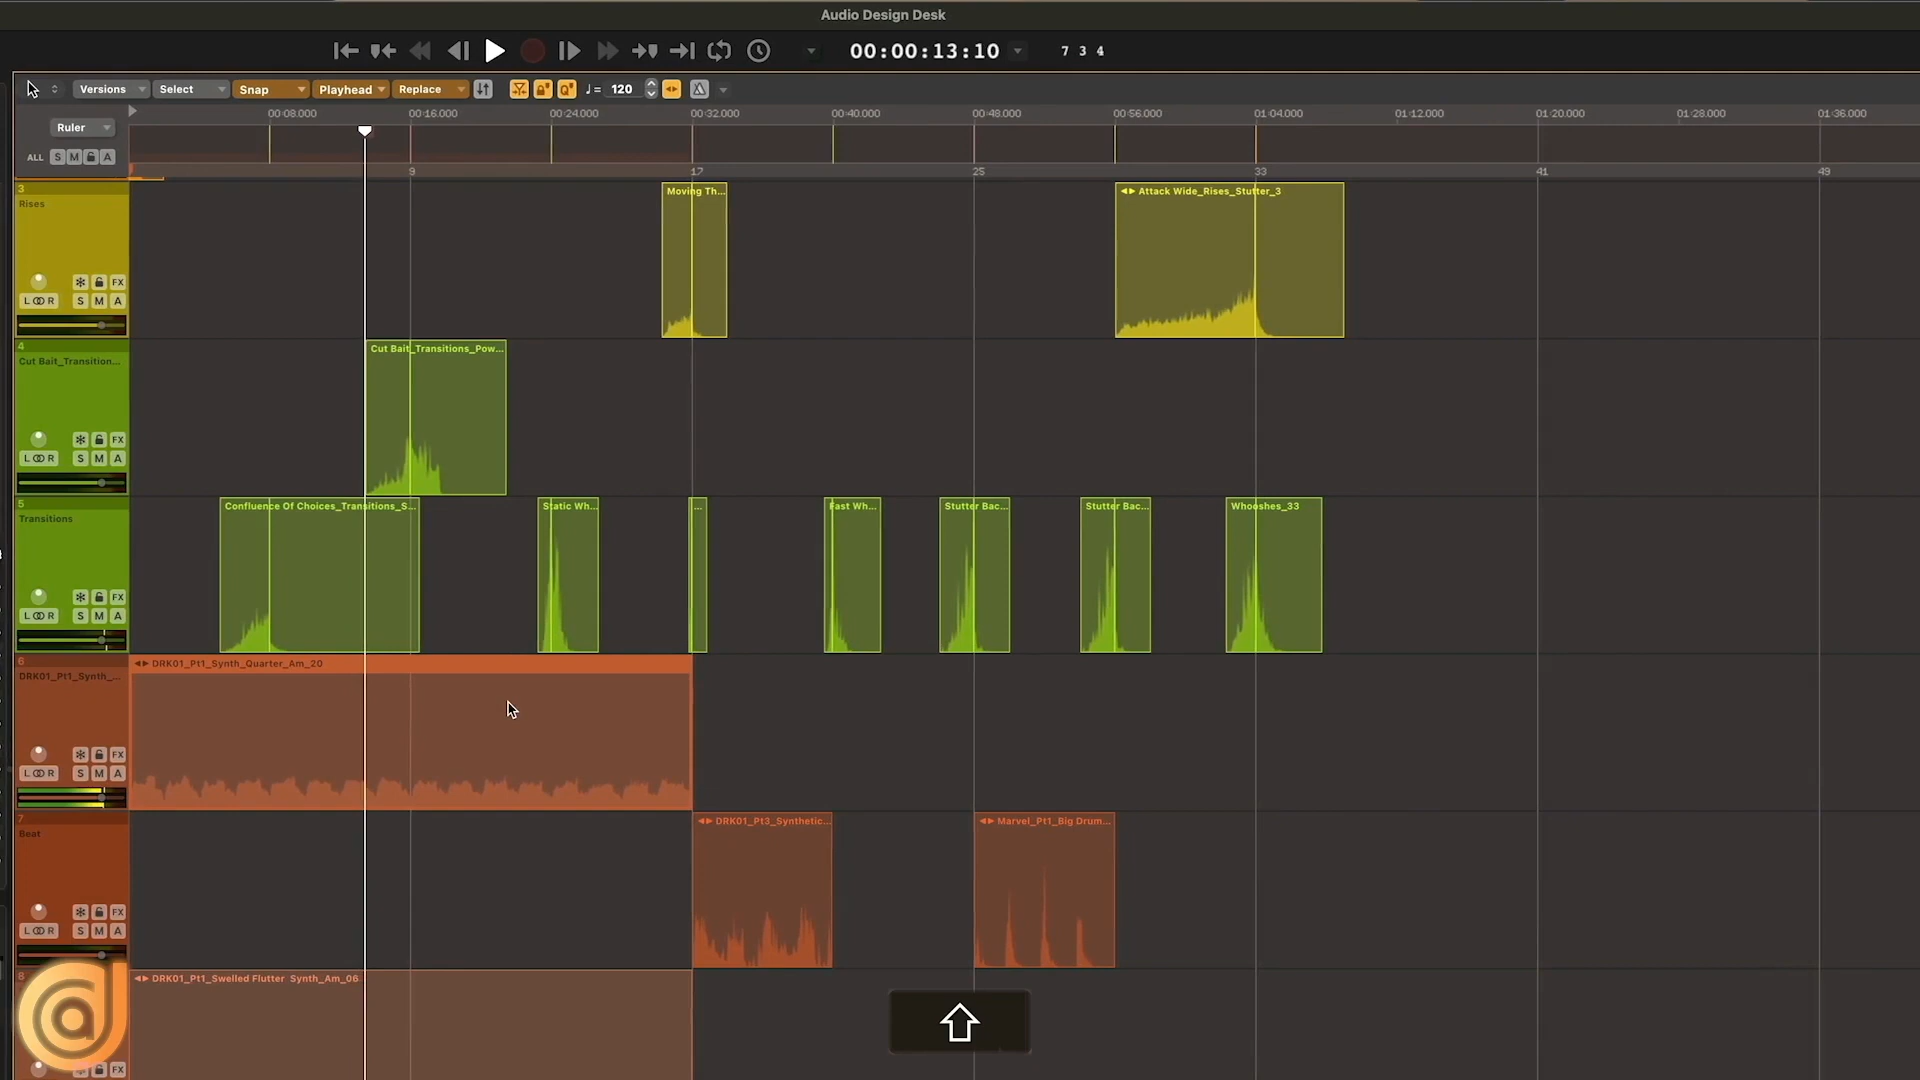 Audio Design Desk
00:00:13:10
7 3 4
Versions
Select
Snap
Playhead
Replace
Q
♩= 120
Ruler
00:08.000
00:16.000
00:24.000
00:32.000
00:40.000
00:48.000
00:56.000
01:04.000
01:12.000
01:20.000
01:28.000
01:36.000
ALL S M A
9
17
25
33
41
49
3
Rises
FX
L R S M A
Moving Th...
Attack Wide_Rises_Stutter_3
4
Cut Bait_Transition...
FX
L R S M A
Cut Bait_Transitions_Pow...
5
Transitions
FX
L R S M A
Confluence Of Choices_Transitions_S...
Static Wh...
...
Fast Wh...
Stutter Bac...
Stutter Bac...
Whooshes_33
6
DRK01_Pt1_Synth_...
FX
L R S M A
DRK01_Pt1_Synth_Quarter_Am_20
7
Beat
FX
L R S M A
DRK01_Pt3_Synthetic...
Marvel_Pt1_Big Drum...
8
DRK01_Pt1_Swelled Flutter Synth_Am_06
FX